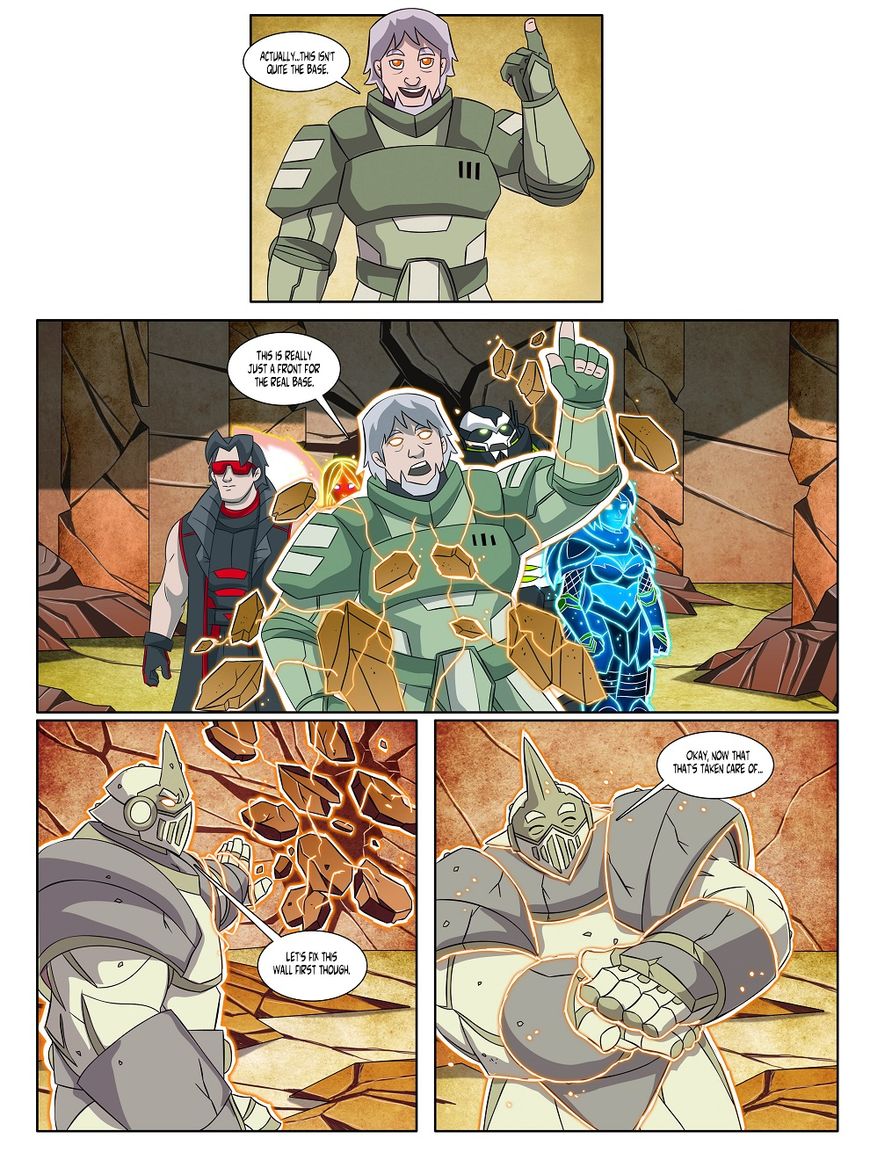 ACTUALLY...THIS ISN'T
QUITE THE BASE.
THIS IS REALLY
JUST A FRONT FOR
THE REAL BASE.
LET'S FIX THIS
WALL FIRST THOUGH.
OKAY, NOW THAT
THAT'S TAKEN CARE OF...